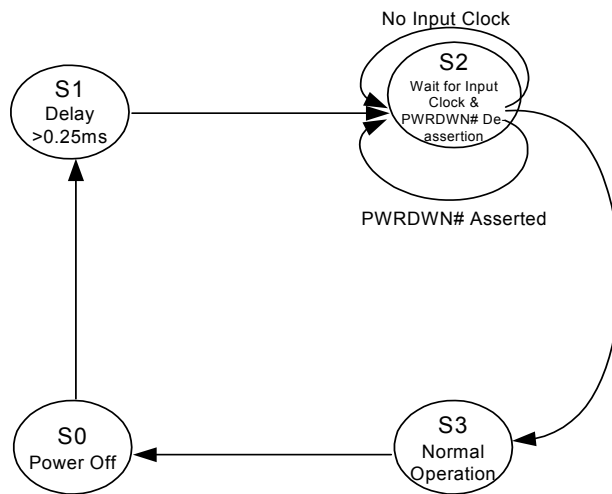 No Input Clock
S1
Delay
>0.25ms
S2
Wait for Input
Clock &
PWRDWN# De-
assertion
PWRDWN# Asserted
S0
Power Off
S3
Normal
Operation